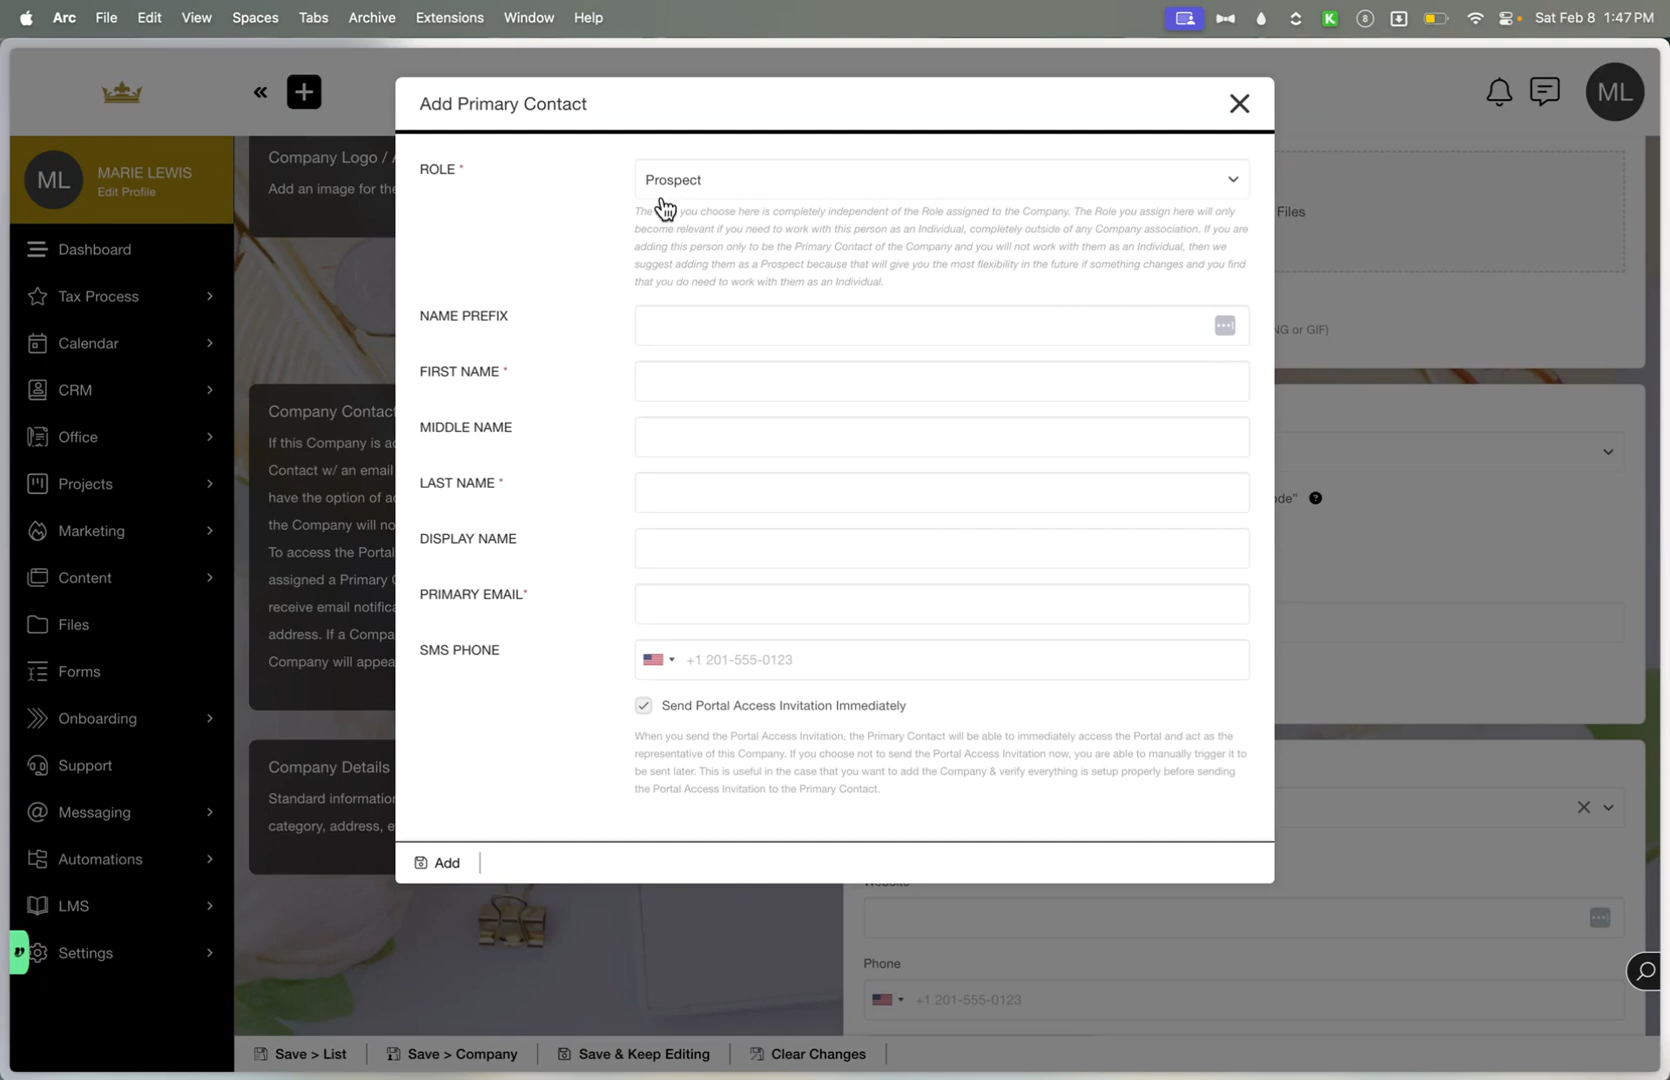 Arc File Edit View Spaces Tabs Archive Extensions Window Help
K 8 Sat Feb 8 1:47 PM
«
ML
ML MARIE LEWIS
Edit Profile
Dashboard
Tax Process
Calendar
CRM
Office
Projects
Marketing
Content
Files
Forms
Onboarding
Support
Messaging
Automations
LMS
Settings
Company Logo /
Add an image for the
Company Contact
If this Company is a
Contact w/ an email
have the option of a
the Company will no
To access the Portal
assigned a Primary
receive email notifica
address. If a Compa
Company will appea
Company Details
Standard information
category, address, e
Add Primary Contact
ROLE *
Prospect
The you choose here is completely independent of the Role assigned to the Company. The Role you assign here will only
become relevant if you need to work with this person as an Individual, completely outside of any Company association. If you are
adding this person only to be the Primary Contact of the Company and you will not work with them as an Individual, then we
suggest adding them as a Prospect because that will give you the most flexibility in the future if something changes and you find
that you do need to work with them as an Individual.
NAME PREFIX
FIRST NAME *
MIDDLE NAME
LAST NAME *
DISPLAY NAME
PRIMARY EMAIL*
SMS PHONE
+1 201-555-0123
Send Portal Access Invitation Immediately
When you send the Portal Access Invitation, the Primary Contact will be able to immediately access the Portal and act as the
representative of this Company. If you choose not to send the Portal Access Invitation now, you are able to manually trigger it to
be sent later. This is useful in the case that you want to add the Company & verify everything is setup properly before sending
the Portal Access Invitation to the Primary Contact.
Add
Files
NG or GIF)
ode"
Website
Phone
+1 201-555-0123
Save > List
Save > Company
Save & Keep Editing
Clear Changes